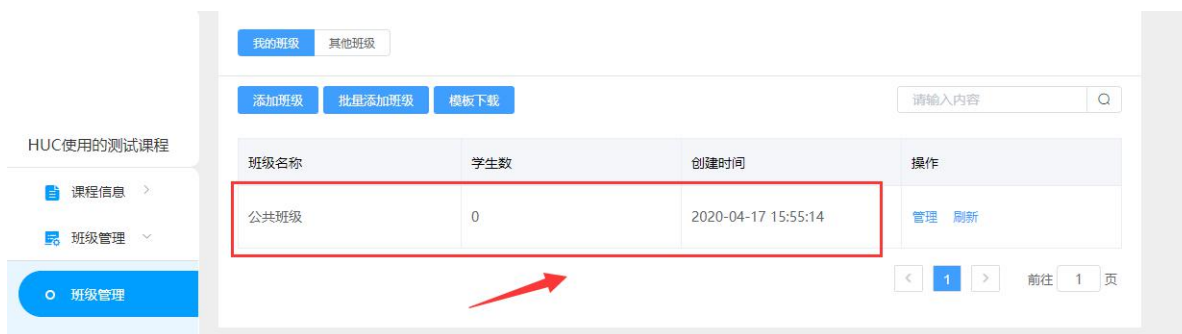 我的班级 其他班级
添加班级 批量添加班级 模板下载 请输入内容
HUC使用的测试课程
班级名称 学生数 创建时间 操作
课程信息
公共班级 0 2020-04-17 15:55:14 管理 刷新
班级管理
1 前往 1 页
班级管理